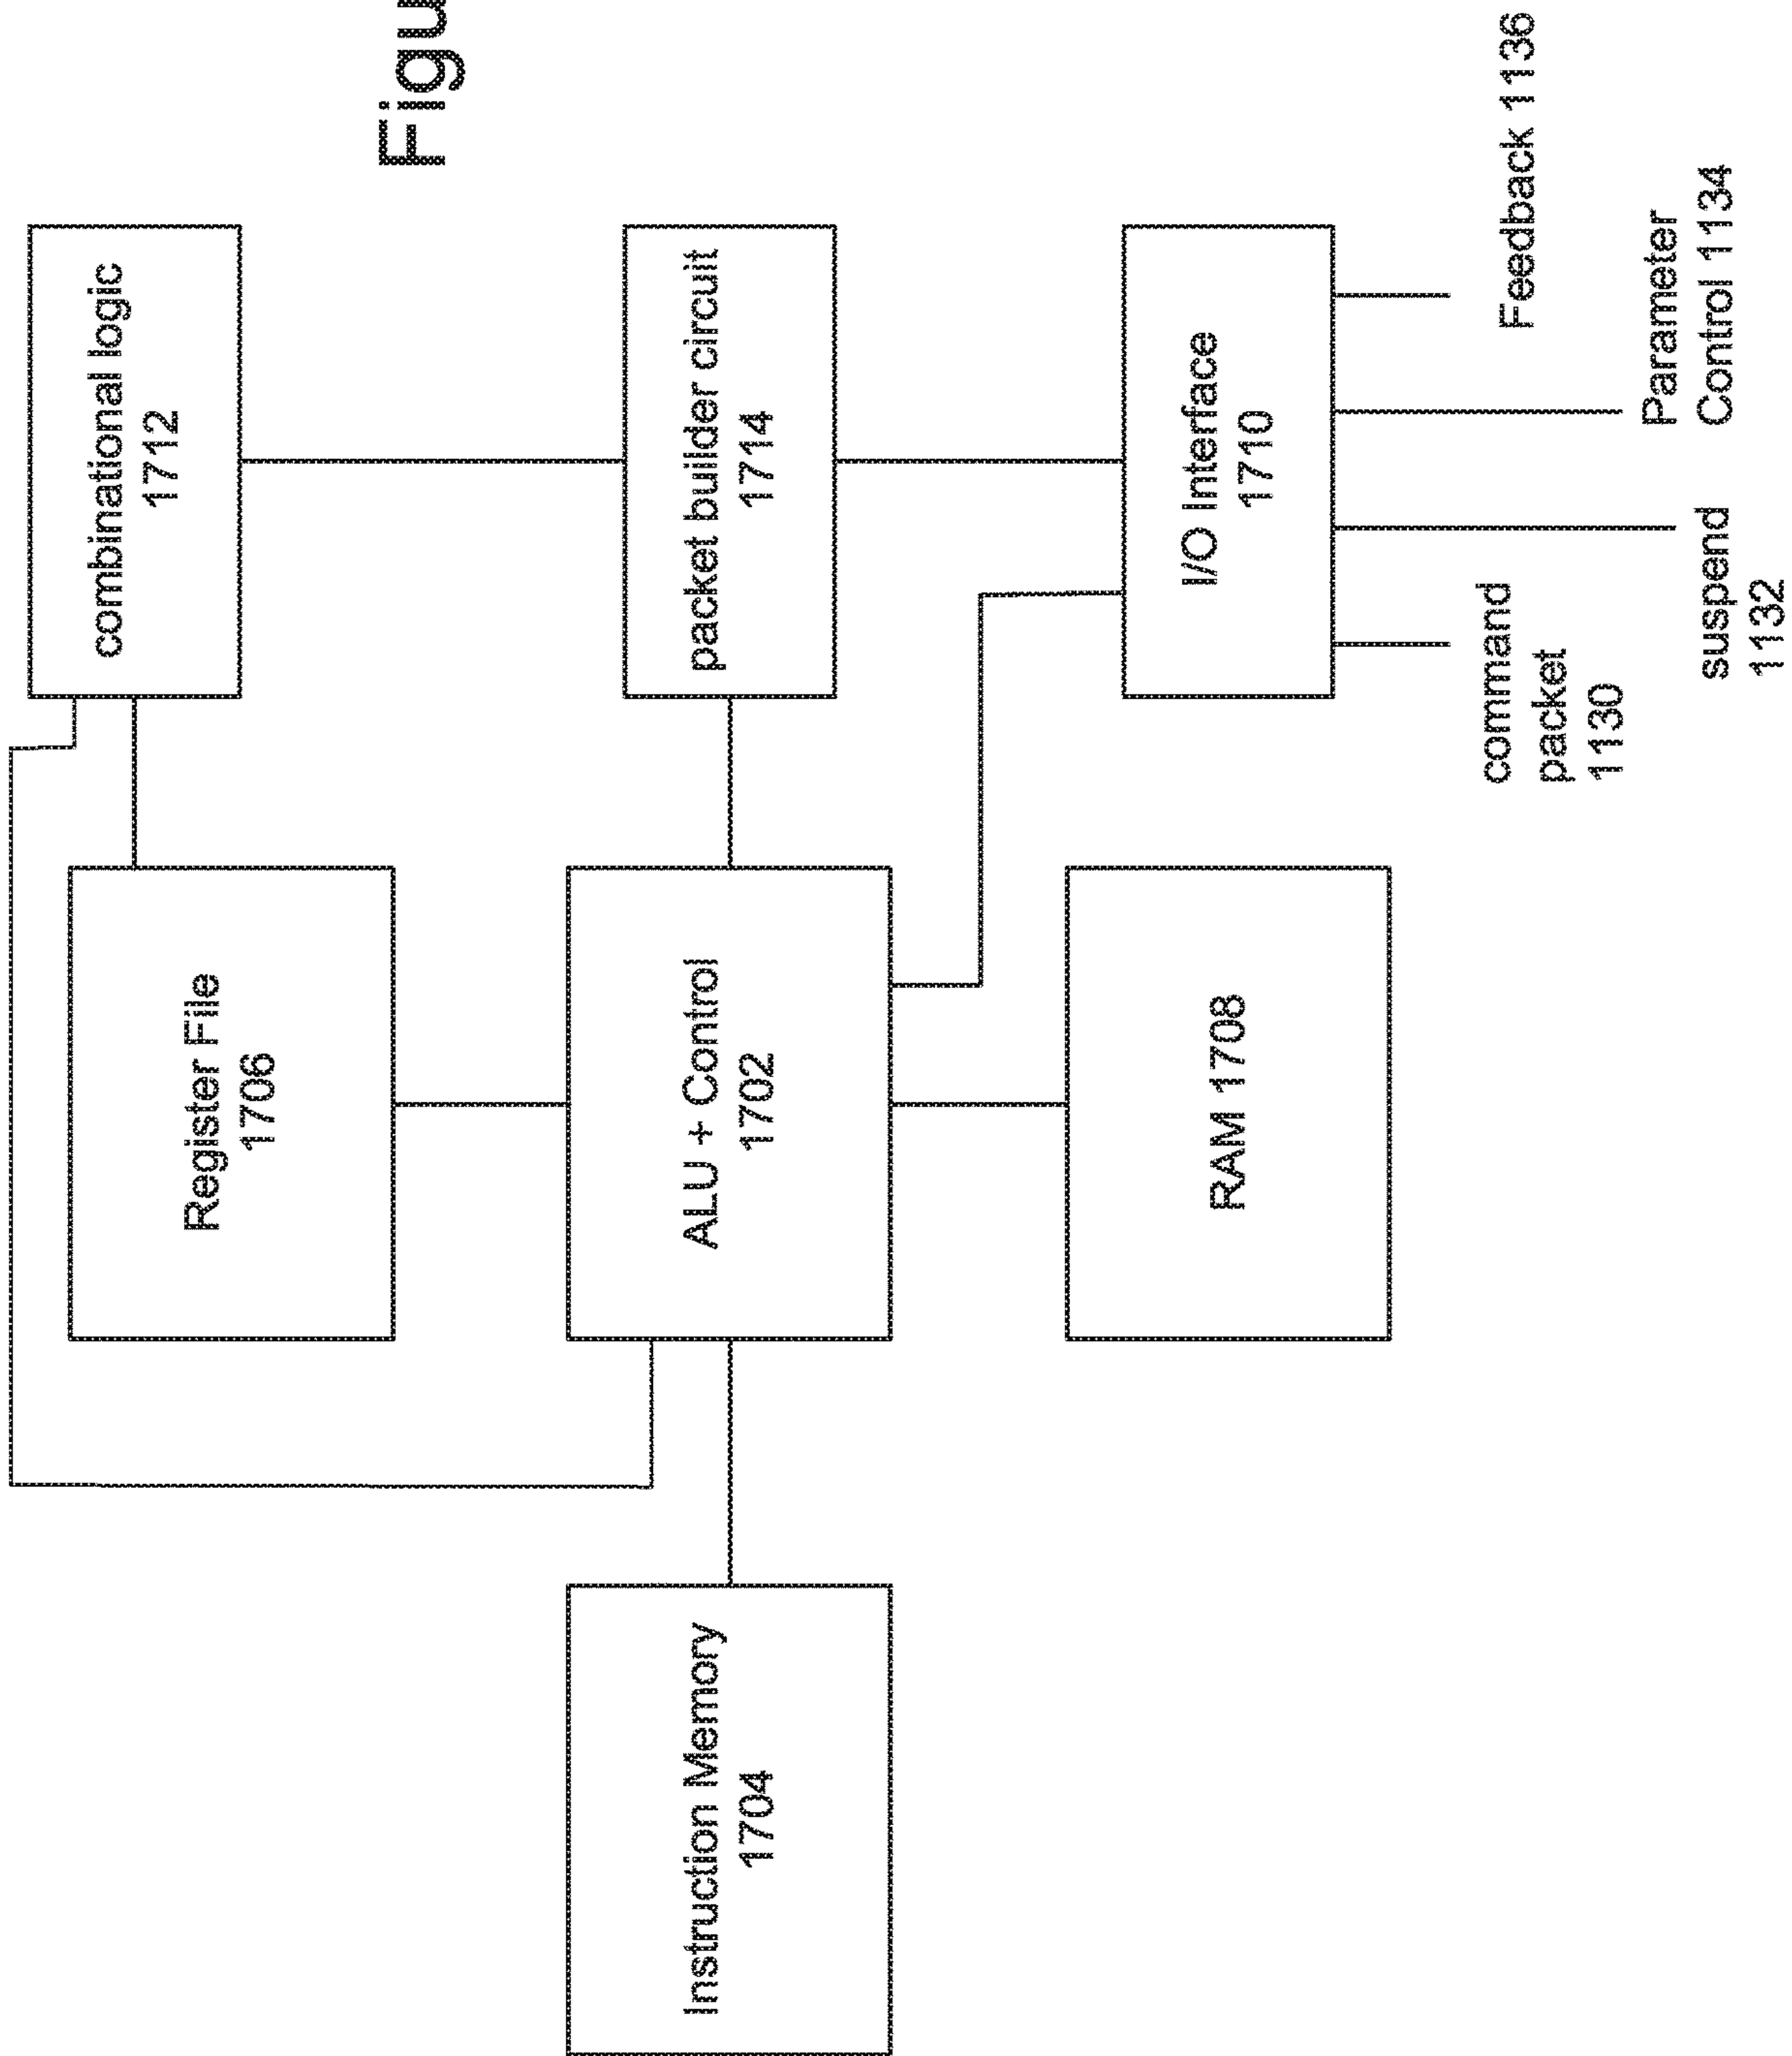 Register File
1706
combinational logic
1712
Instruction Memory
1704
ALU + Control
1702
packet builder circuit
1714
RAM 1708
I/O Interface
1710
command
packet
1130
suspend
1132
Parameter
Control 1134
Feedback 1136